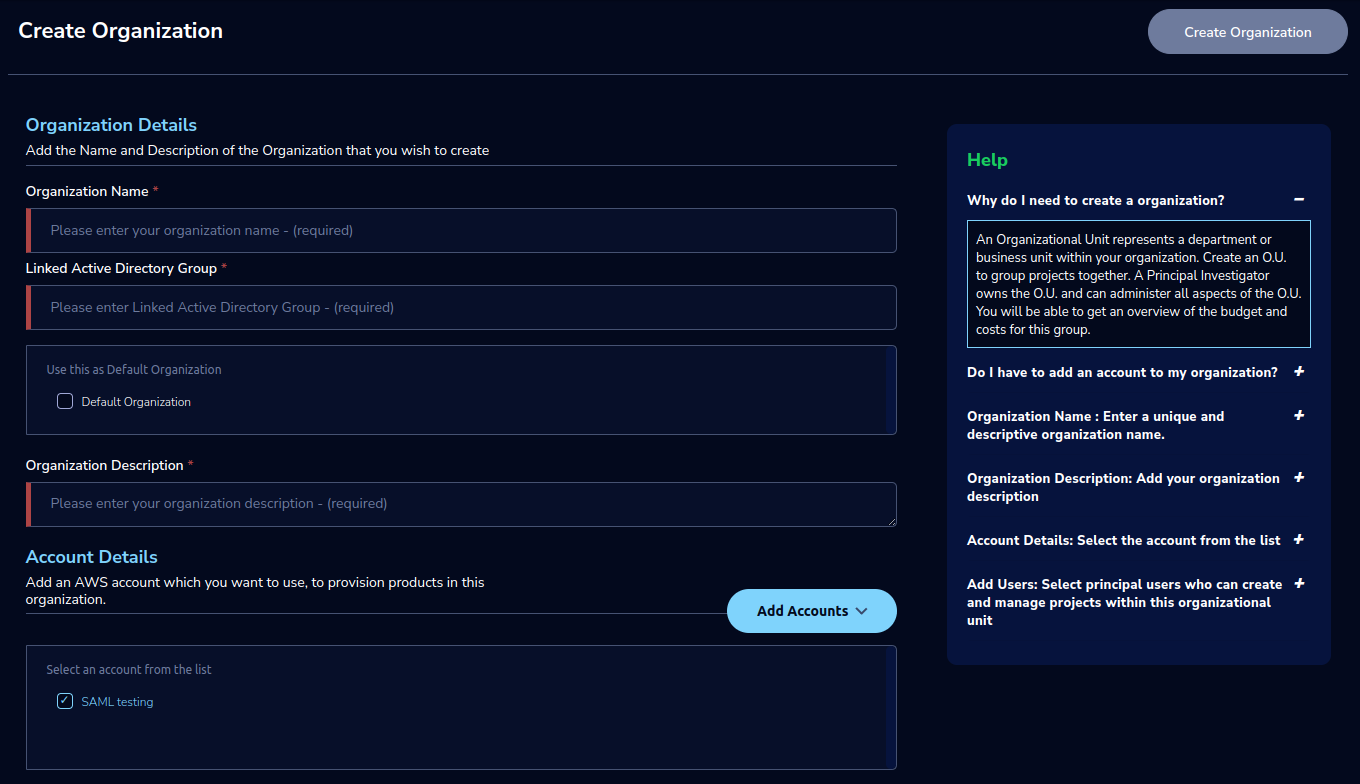 Create Organization
Create Organization
Organization Details
Add the Name and Description of the Organization that you wish to create
Organization Name *
Please enter your organization name - (required)
Linked Active Directory Group *
Please enter Linked Active Directory Group - (required)
Use this as Default Organization
Default Organization
Organization Description *
Please enter your organization description - (required)
Account Details
Add an AWS account which you want to use, to provision products in this
organization.
Add Accounts
Select an account from the list
SAML testing
Help
Why do I need to create a organization?
An Organizational Unit represents a department or
business unit within your organization. Create an O.U.
to group projects together. A Principal Investigator
owns the O.U. and can administer all aspects of the O.U.
You will be able to get an overview of the budget and
costs for this group.
Do I have to add an account to my organization?
Organization Name : Enter a unique and
descriptive organization name.
Organization Description: Add your organization
description
Account Details: Select the account from the list
Add Users: Select principal users who can create
and manage projects within this organizational
unit